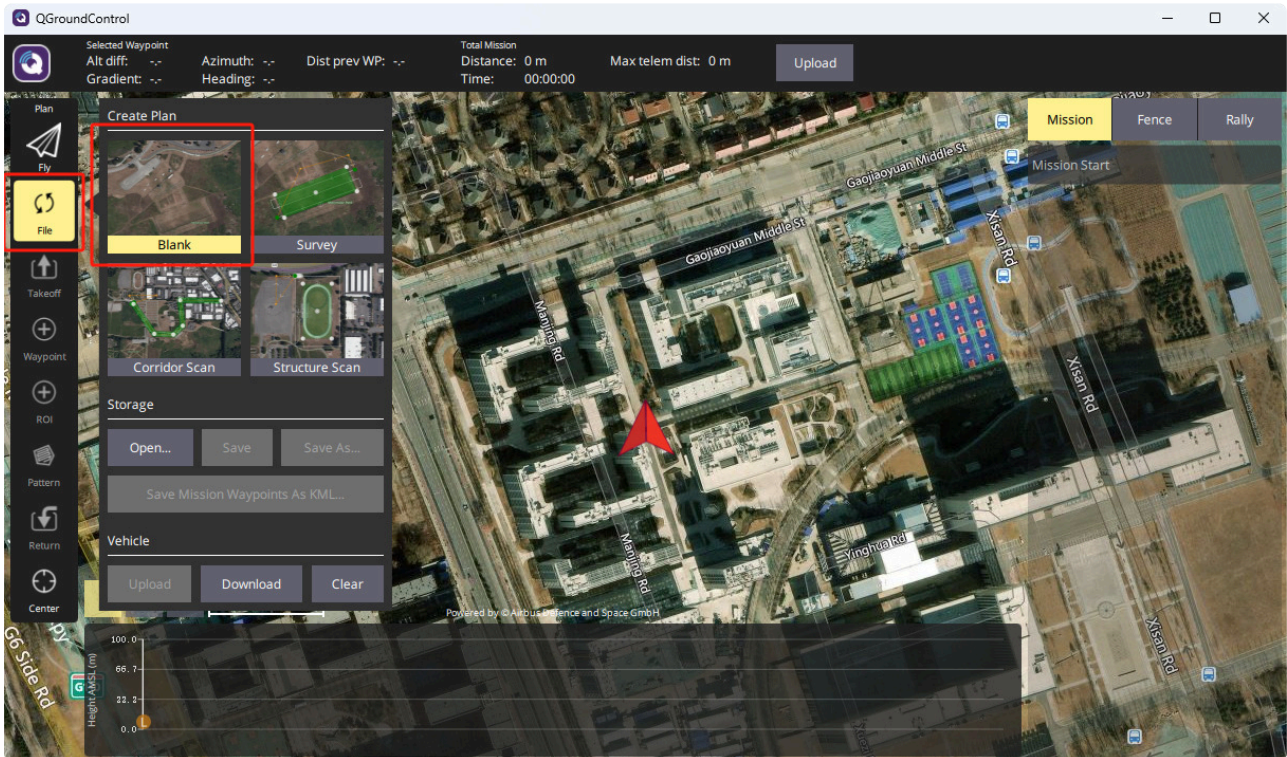 QGroundControl
Selected Waypoint
Alt diff: -.- Azimuth: -.- Dist prev WP: -.-
Gradient: -.- Heading: -.-
Total Mission
Distance: 0 m Max telem dist: 0 m
Time: 00:00:00
Upload
Plan
Fly
File
Takeoff
Waypoint
ROI
Pattern
Return
Center
Create Plan
Blank
Survey
Corridor Scan
Structure Scan
Storage
Open...
Save
Save As...
Save Mission Waypoints As KML...
Vehicle
Upload
Download
Clear
Mission
Fence
Rally
Mission Start
Gaojiaoyuan Middle St
Gaojiaoyuan Middle St
Xisan Rd
Manjing Rd
Xisan Rd
Manjing Rd
Yinghua Rd
Xisan Rd
G6 Side Rd
Powered by © Airbus Defence and Space GmbH
Height AMSL (m)
100.0
66.7
0.0
L